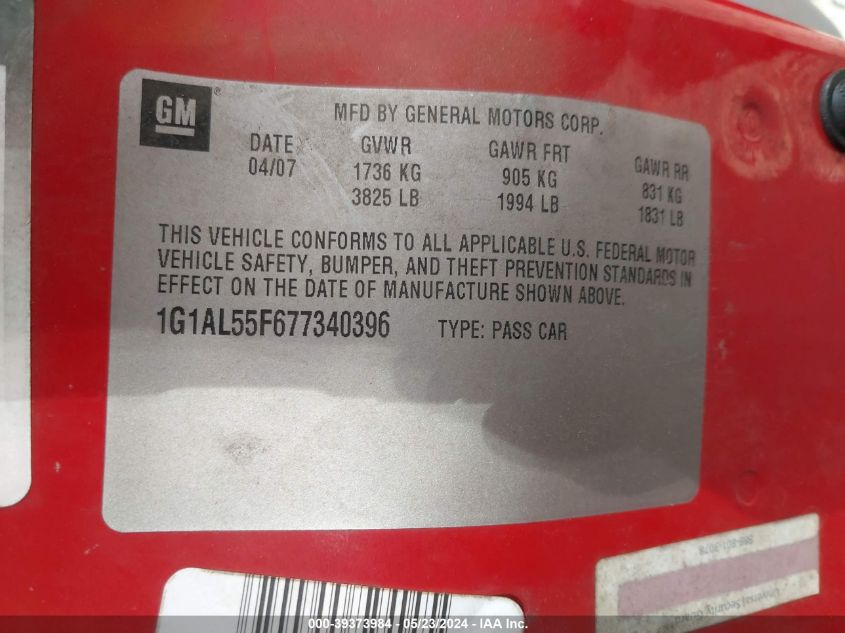 GM®
MFD BY GENERAL MOTORS CORP.
DATE GVWR GAWR FRT GAWR RR
04/07 1736 KG 905 KG 831 KG
3825 LB 1994 LB 1831 LB
THIS VEHICLE CONFORMS TO ALL APPLICABLE U.S. FEDERAL MOTOR
VEHICLE SAFETY, BUMPER, AND THEFT PREVENTION STANDARDS IN
EFFECT ON THE DATE OF MANUFACTURE SHOWN ABOVE.
1G1AL55F677340396 TYPE: PASS CAR
Universal Security Guard
000-39373984 - 05/23/2024 - IAA Inc.